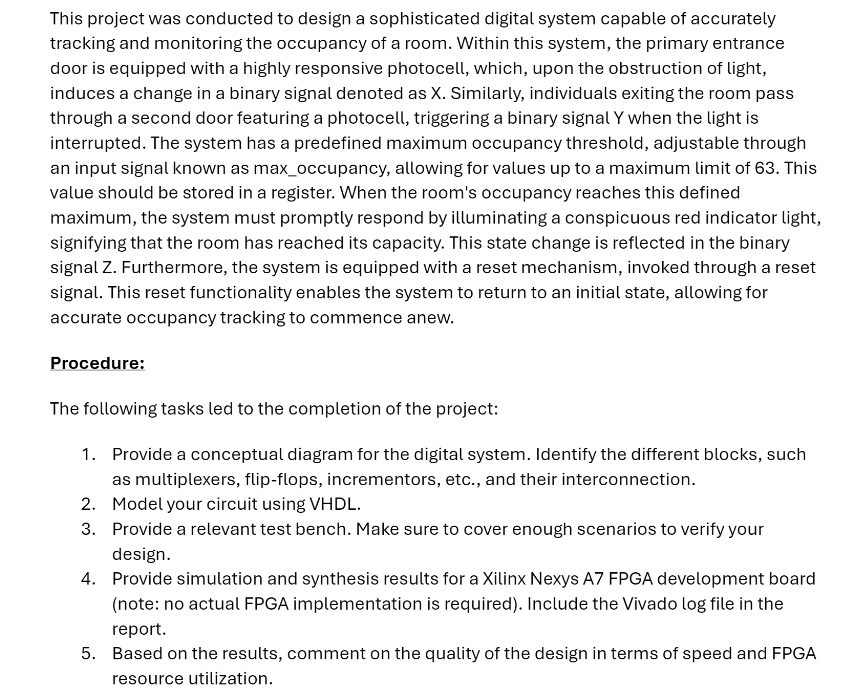 This project was conducted to design a sophisticated digital system capable of accurately
tracking and monitoring the occupancy of a room. Within this system, the primary entrance
door is equipped with a highly responsive photocell, which, upon the obstruction of light,
induces a change in a binary signal denoted as X. Similarly, individuals exiting the room pass
through a second door featuring a photocell, triggering a binary signal Y when the light is
interrupted. The system has a predefined maximum occupancy threshold, adjustable through
an input signal known as max_occupancy, allowing for values up to a maximum limit of 63. This
value should be stored in a register. When the room's occupancy reaches this defined
maximum, the system must promptly respond by illuminating a conspicuous red indicator light,
signifying that the room has reached its capacity. This state change is reflected in the binary
signal Z. Furthermore, the system is equipped with a reset mechanism, invoked through a reset
signal. This reset functionality enables the system to return to an initial state, allowing for
accurate occupancy tracking to commence anew.
Procedure:
The following tasks led to the completion of the project:
1. Provide a conceptual diagram for the digital system. Identify the different blocks, such
as multiplexers, flip-flops, incrementors, etc., and their interconnection.
2. Model your circuit using VHDL.
3. Provide a relevant test bench. Make sure to cover enough scenarios to verify your
design.
4. Provide simulation and synthesis results for a Xilinx Nexys A7 FPGA development board
(note: no actual FPGA implementation is required). Include the Vivado log file in the
report.
5. Based on the results, comment on the quality of the design in terms of speed and FPGA
resource utilization.